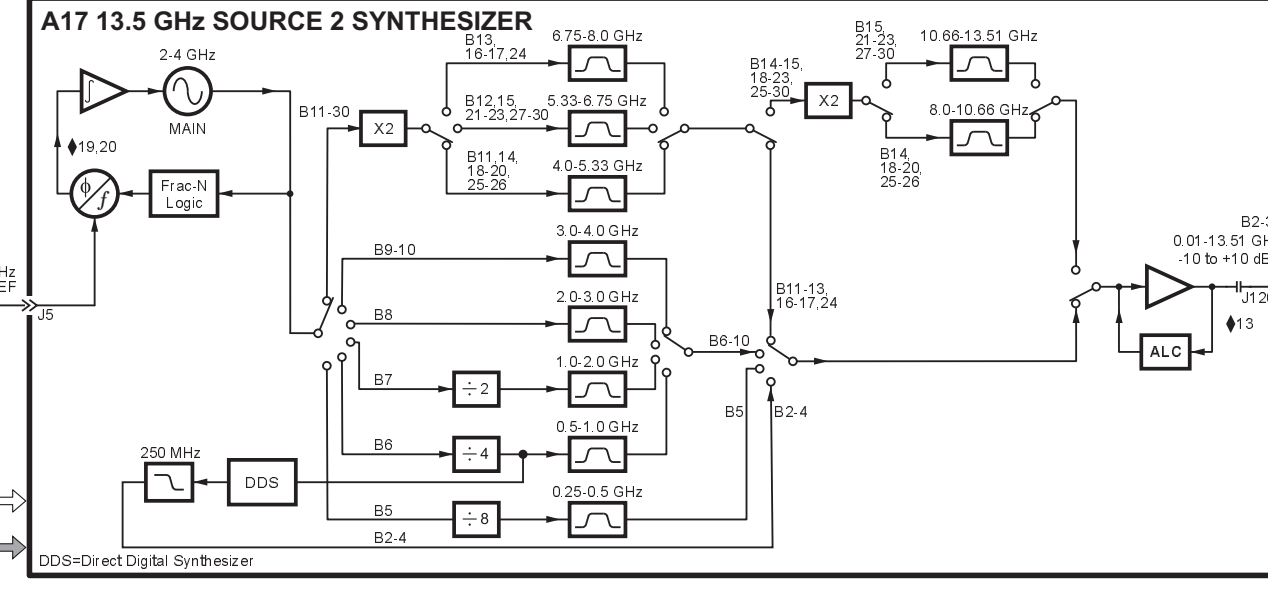 A17 13.5 GHz SOURCE 2 SYNTHESIZER
2-4 GHz
MAIN
♦19,20
ϕ
f
Frac-N
Logic
Hz
EF
J5
B11-30
X2
B13,
16-17,24
6.75-8.0 GHz
B12,15,
21-23,27-30
5.33-6.75 GHz
B11,14,
18-20,
25-26
4.0-5.33 GHz
B14-15,
18-23,
25-30
X2
B15,
21-23,
27-30
10.66-13.51 GHz
8.0-10.66 GHz
B14,
18-20,
25-26
B9-10
3.0-4.0 GHz
B8
2.0-3.0 GHz
B7
÷2
1.0-2.0 GHz
B6
÷4
0.5-1.0 GHz
B5
÷8
0.25-0.5 GHz
B2-4
B6-10
B11-13,
16-17,24
B5
B2-4
250 MHz
DDS
B2-3
0.01-13.51 GH
-10 to +10 dB
J120
♦13
ALC
DDS=Direct Digital Synthesizer